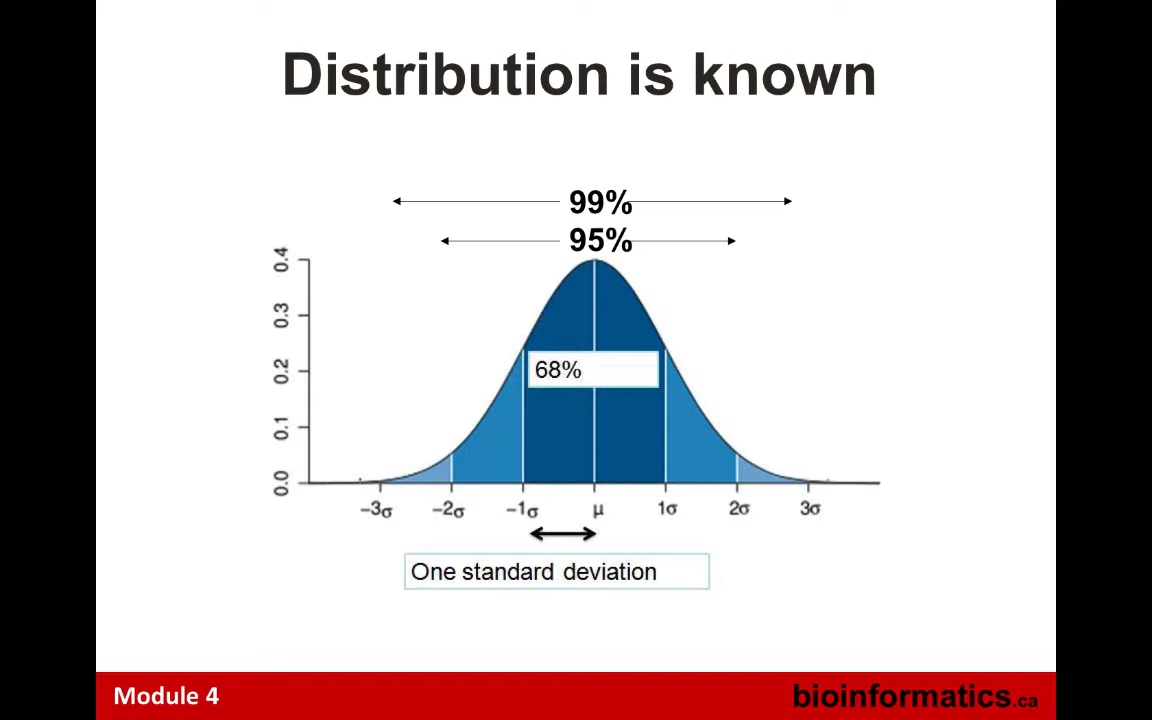 Distribution is known
99%
95%
0.4
0.3
0.2
0.1
0.0
68%
−3σ −2σ −1σ μ 1σ 2σ 3σ
One standard deviation
Module 4
bioinformatics.ca